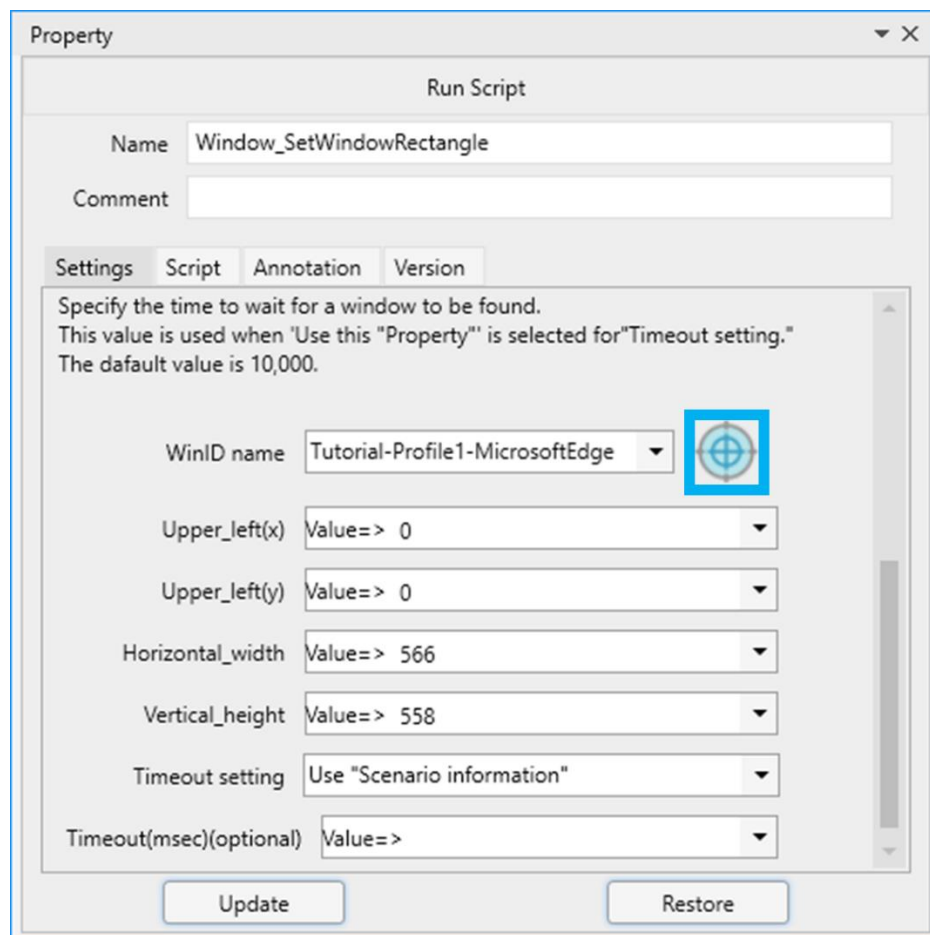 Property
Run Script
Name Window_SetWindowRectangle
Comment
Settings Script Annotation Version
Specify the time to wait for a window to be found.
This value is used when 'Use this "Property"' is selected for"Timeout setting."
The dafault value is 10,000.
WinID name Tutorial-Profile1-MicrosoftEdge
Upper_left(x) Value=> 0
Upper_left(y) Value=> 0
Horizontal_width Value=> 566
Vertical_height Value=> 558
Timeout setting Use "Scenario information"
Timeout(msec)(optional) Value=>
Update Restore